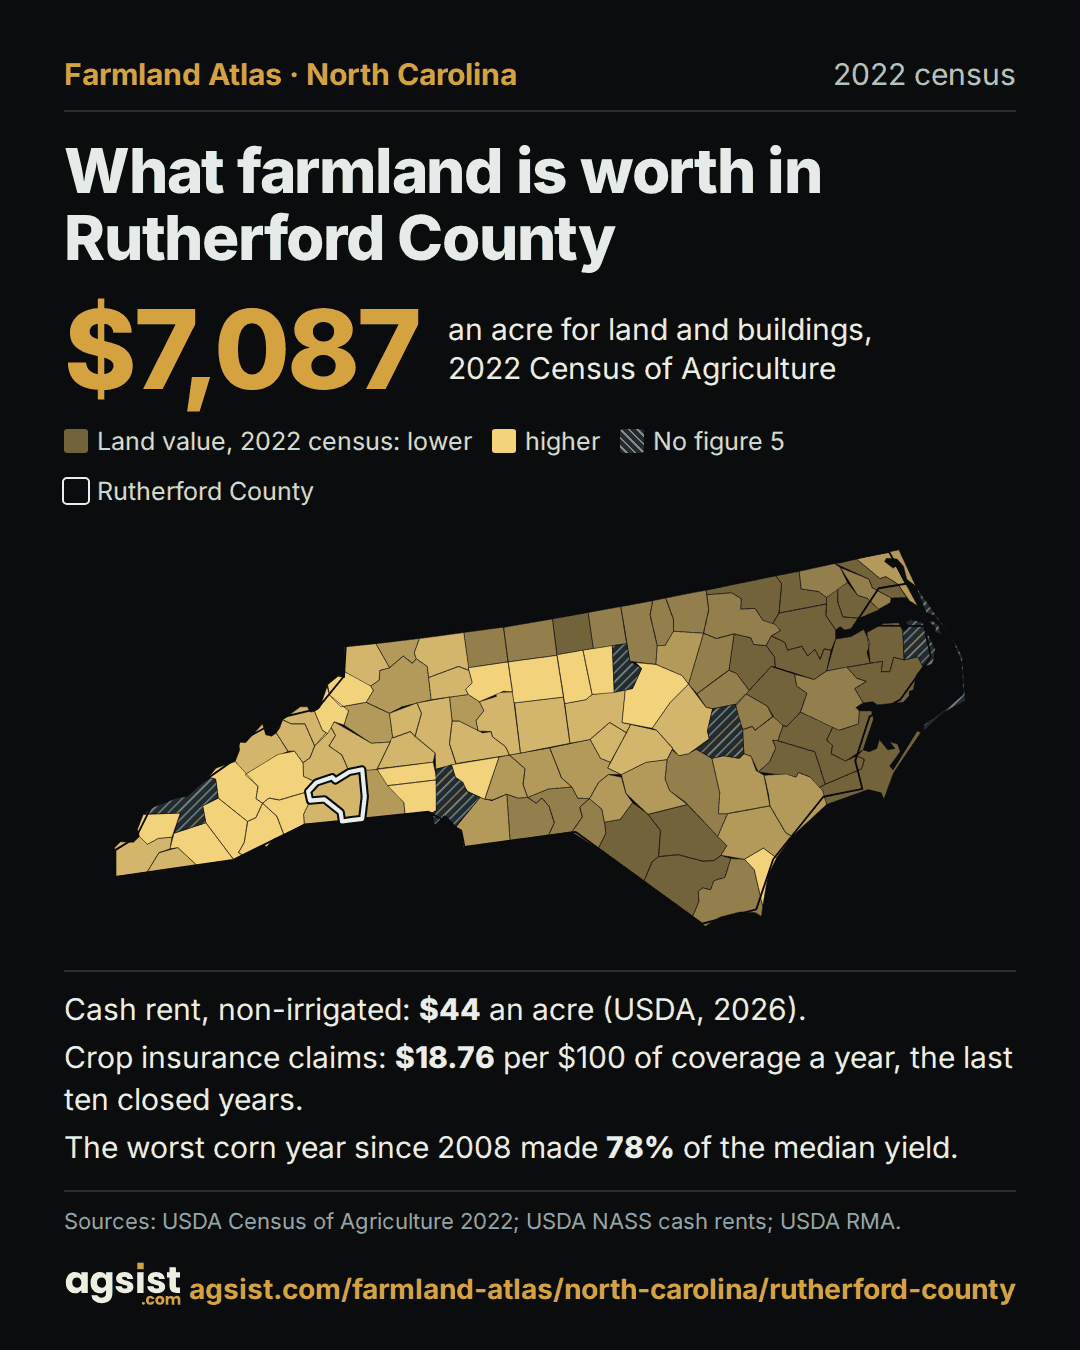 Farmland Atlas · North Carolina
2022 census
What farmland is worth in
Rutherford County
$7,087
an acre for land and buildings,
2022 Census of Agriculture
Land value, 2022 census: lower
higher
No figure 5
Rutherford County
Cash rent, non-irrigated: $44 an acre (USDA, 2026).
Crop insurance claims: $18.76 per $100 of coverage a year, the last
ten closed years.
The worst corn year since 2008 made 78% of the median yield.
Sources: USDA Census of Agriculture 2022; USDA NASS cash rents; USDA RMA.
agsist
.com
agsist.com/farmland-atlas/north-carolina/rutherford-county